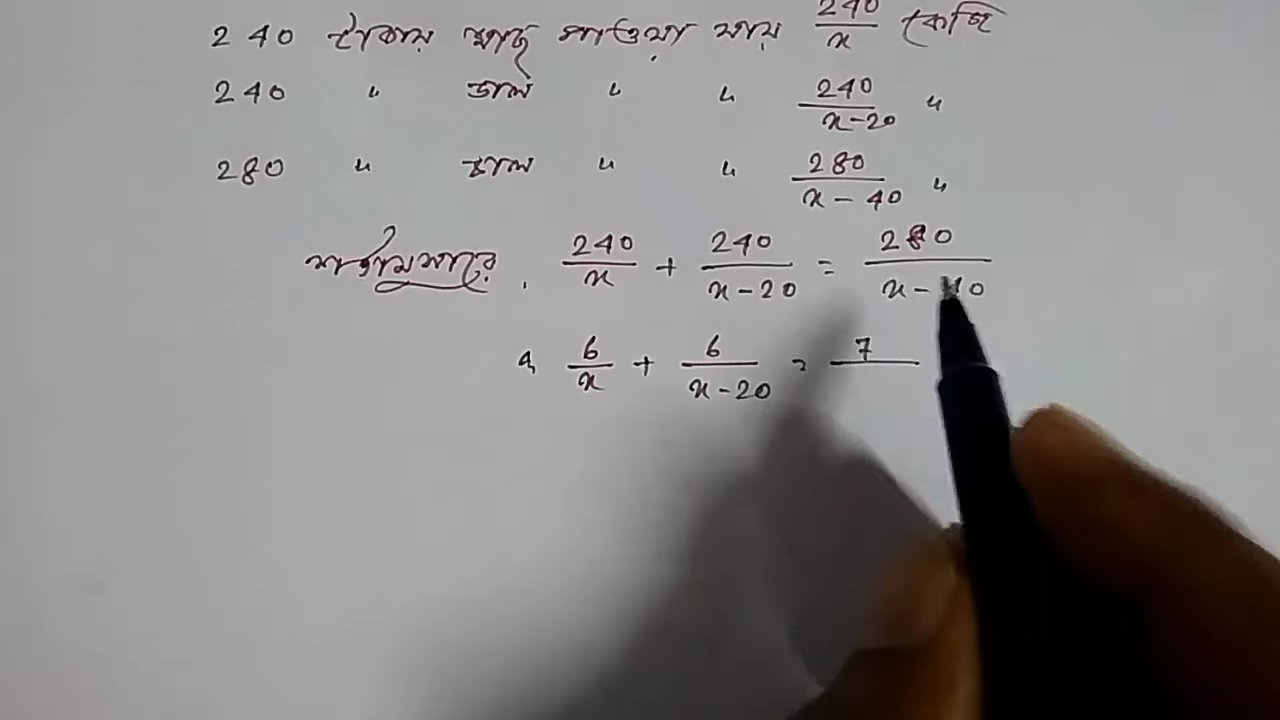 240 টাকায় মাছ পাওয়া যায় 240/x কেজি
240 " ডাল " " 240/x-20 "
280 " চাল " " 280/x-40 "
শর্তানুসারে, 240/x + 240/x-20 = 280/x-40
বা, 6/x + 6/x-20 = 7